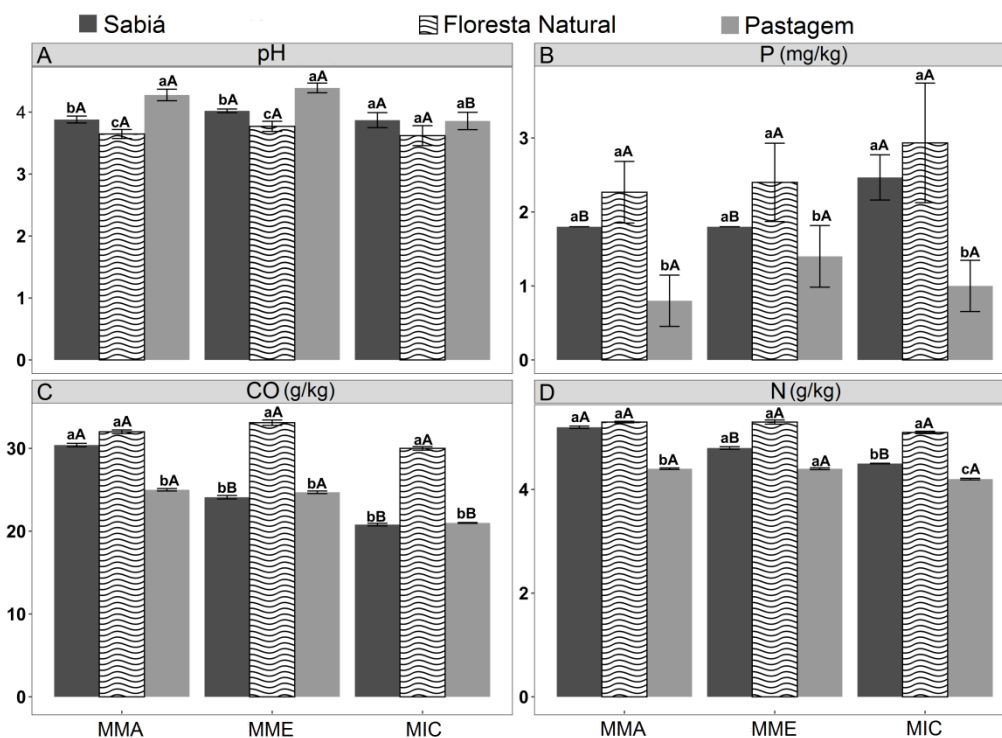 Sabiá Floresta Natural Pastagem
A pH
bA cA aA bA cA aA aA aA aB
4
3
2
1
0
B P (mg/kg)
aB aA bA aB aA bA aA aA bA
3
2
1
0
C CO (g/kg)
aA aA bA bB aA bA bB aA bB
30
20
10
0
MMA MME MIC
D N (g/kg)
aA aA bA aB aA aA bB aA cA
4
2
0
MMA MME MIC